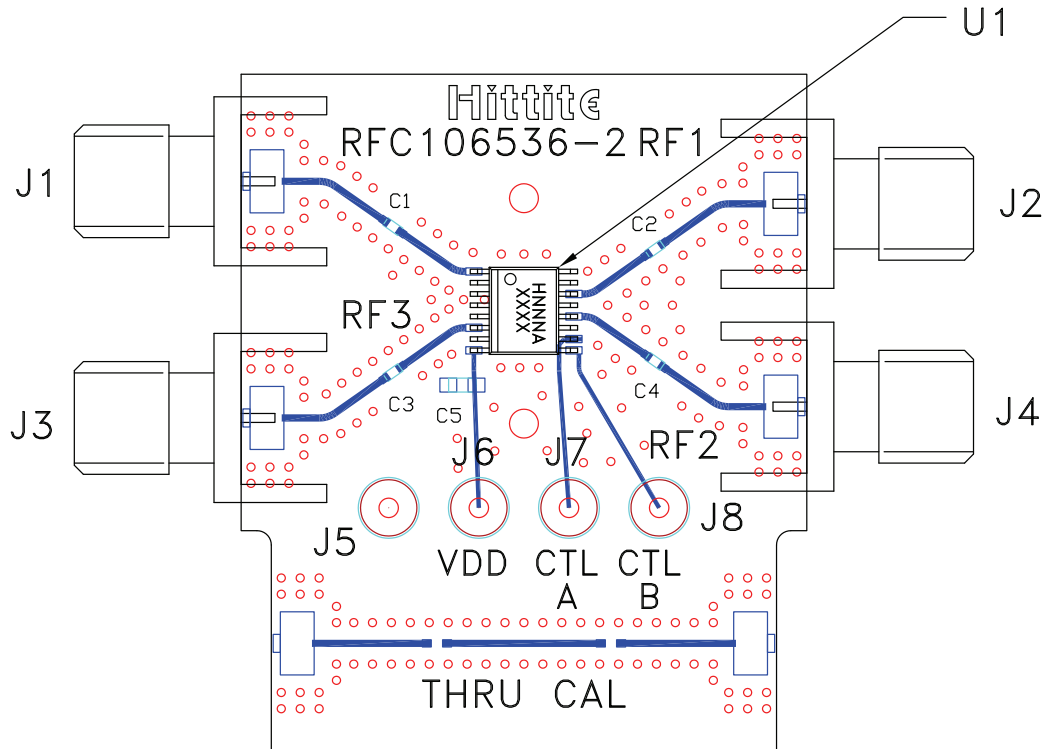 U1
Hittite
RFC106536-2 RF1
J1
C1
C2
J2
HNNNA
XXXX
RF3
C3
C5
C4
J3
J4
J6
J7
RF2
J5
J8
VDD
CTL
A
CTL
B
THRU CAL